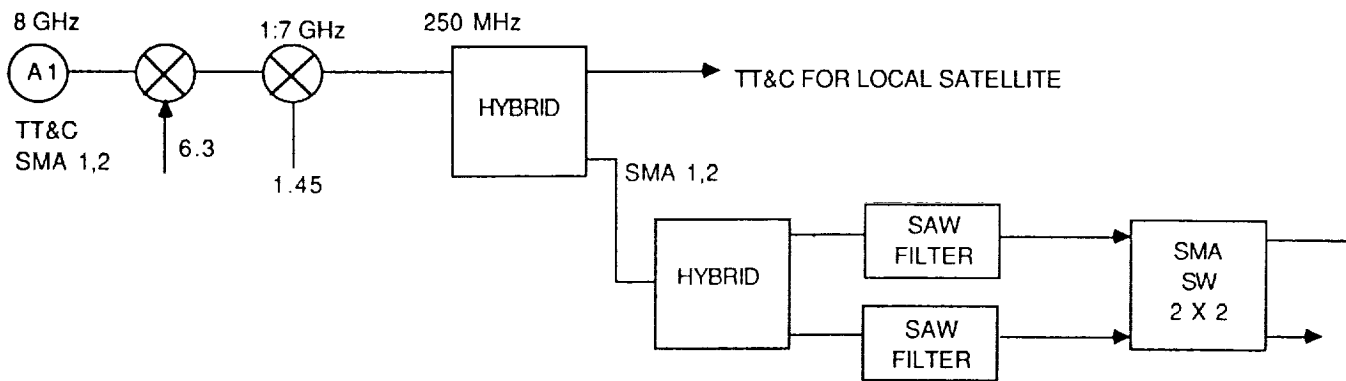 8 GHz
1:7 GHz
250 MHz
A1
HYBRID
TT&C FOR LOCAL SATELLITE
TT&C
SMA 1,2
6.3
1.45
SMA 1,2
HYBRID
SAW
FILTER
SAW
FILTER
SMA
SW
2 X 2